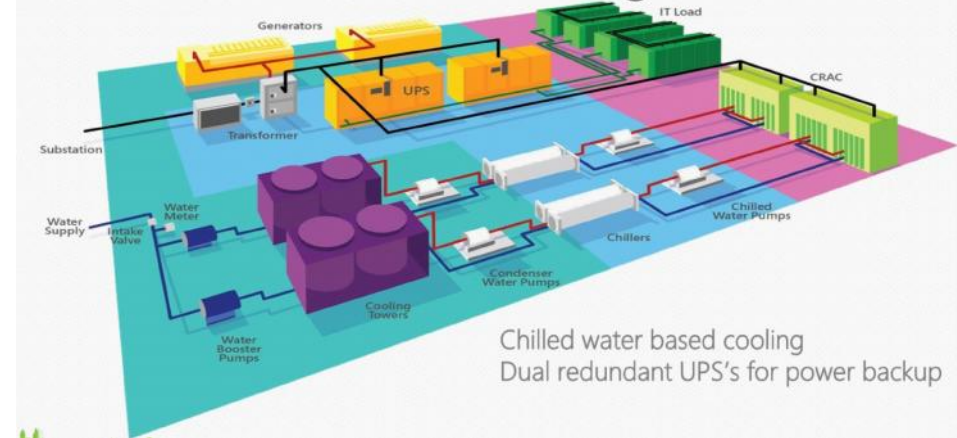 Generators
IT Load
UPS
CRAC
Transformer
Substation
Water
Meter
Water
Supply
Intake
Valve
Chilled
Water Pumps
Chillers
Condenser
Water Pumps
Cooling
Towers
Water
Booster
Pumps
Chilled water based cooling
Dual redundant UPS's for power backup